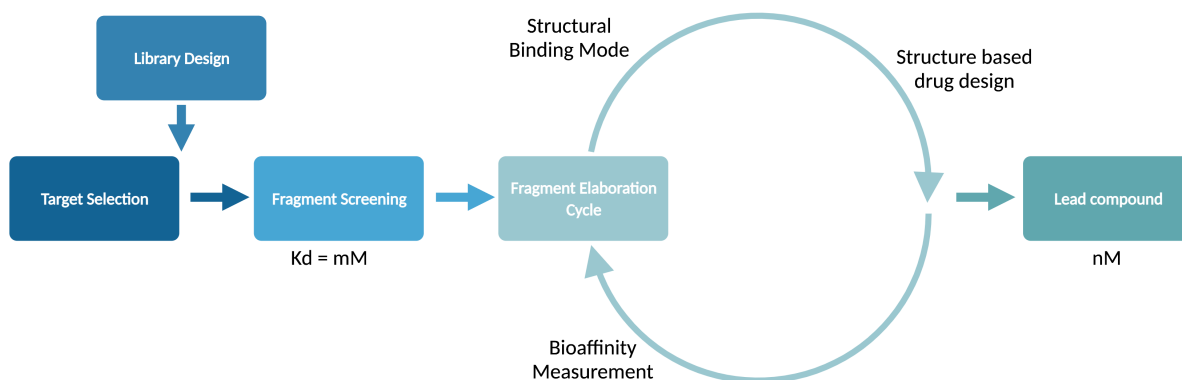 Library Design
Target Selection
Fragment Screening
Kd = mM
Fragment Elaboration
Cycle
Structural
Binding Mode
Structure based
drug design
Bioaffinity
Measurement
Lead compound
nM